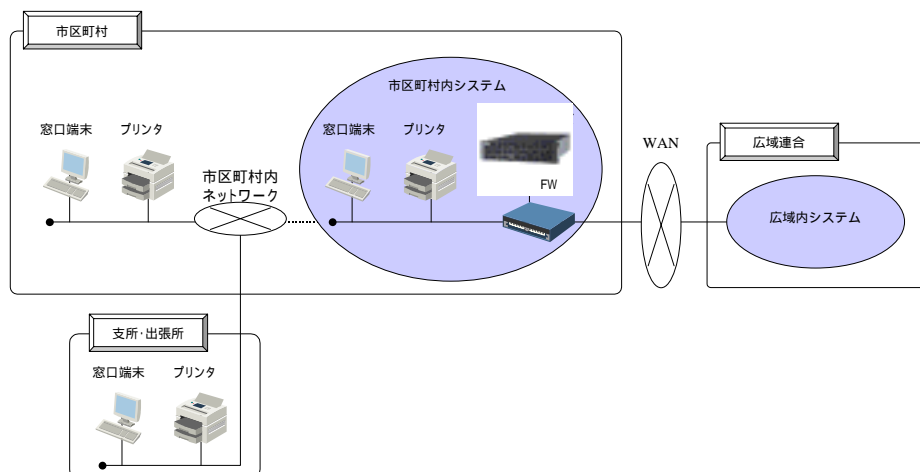 市区町村
市区町村内システム
窓口端末
プリンタ
窓口端末
プリンタ
市区町村内
ネットワーク
FW
WAN
広域連合
広域内システム
支所・出張所
窓口端末
プリンタ